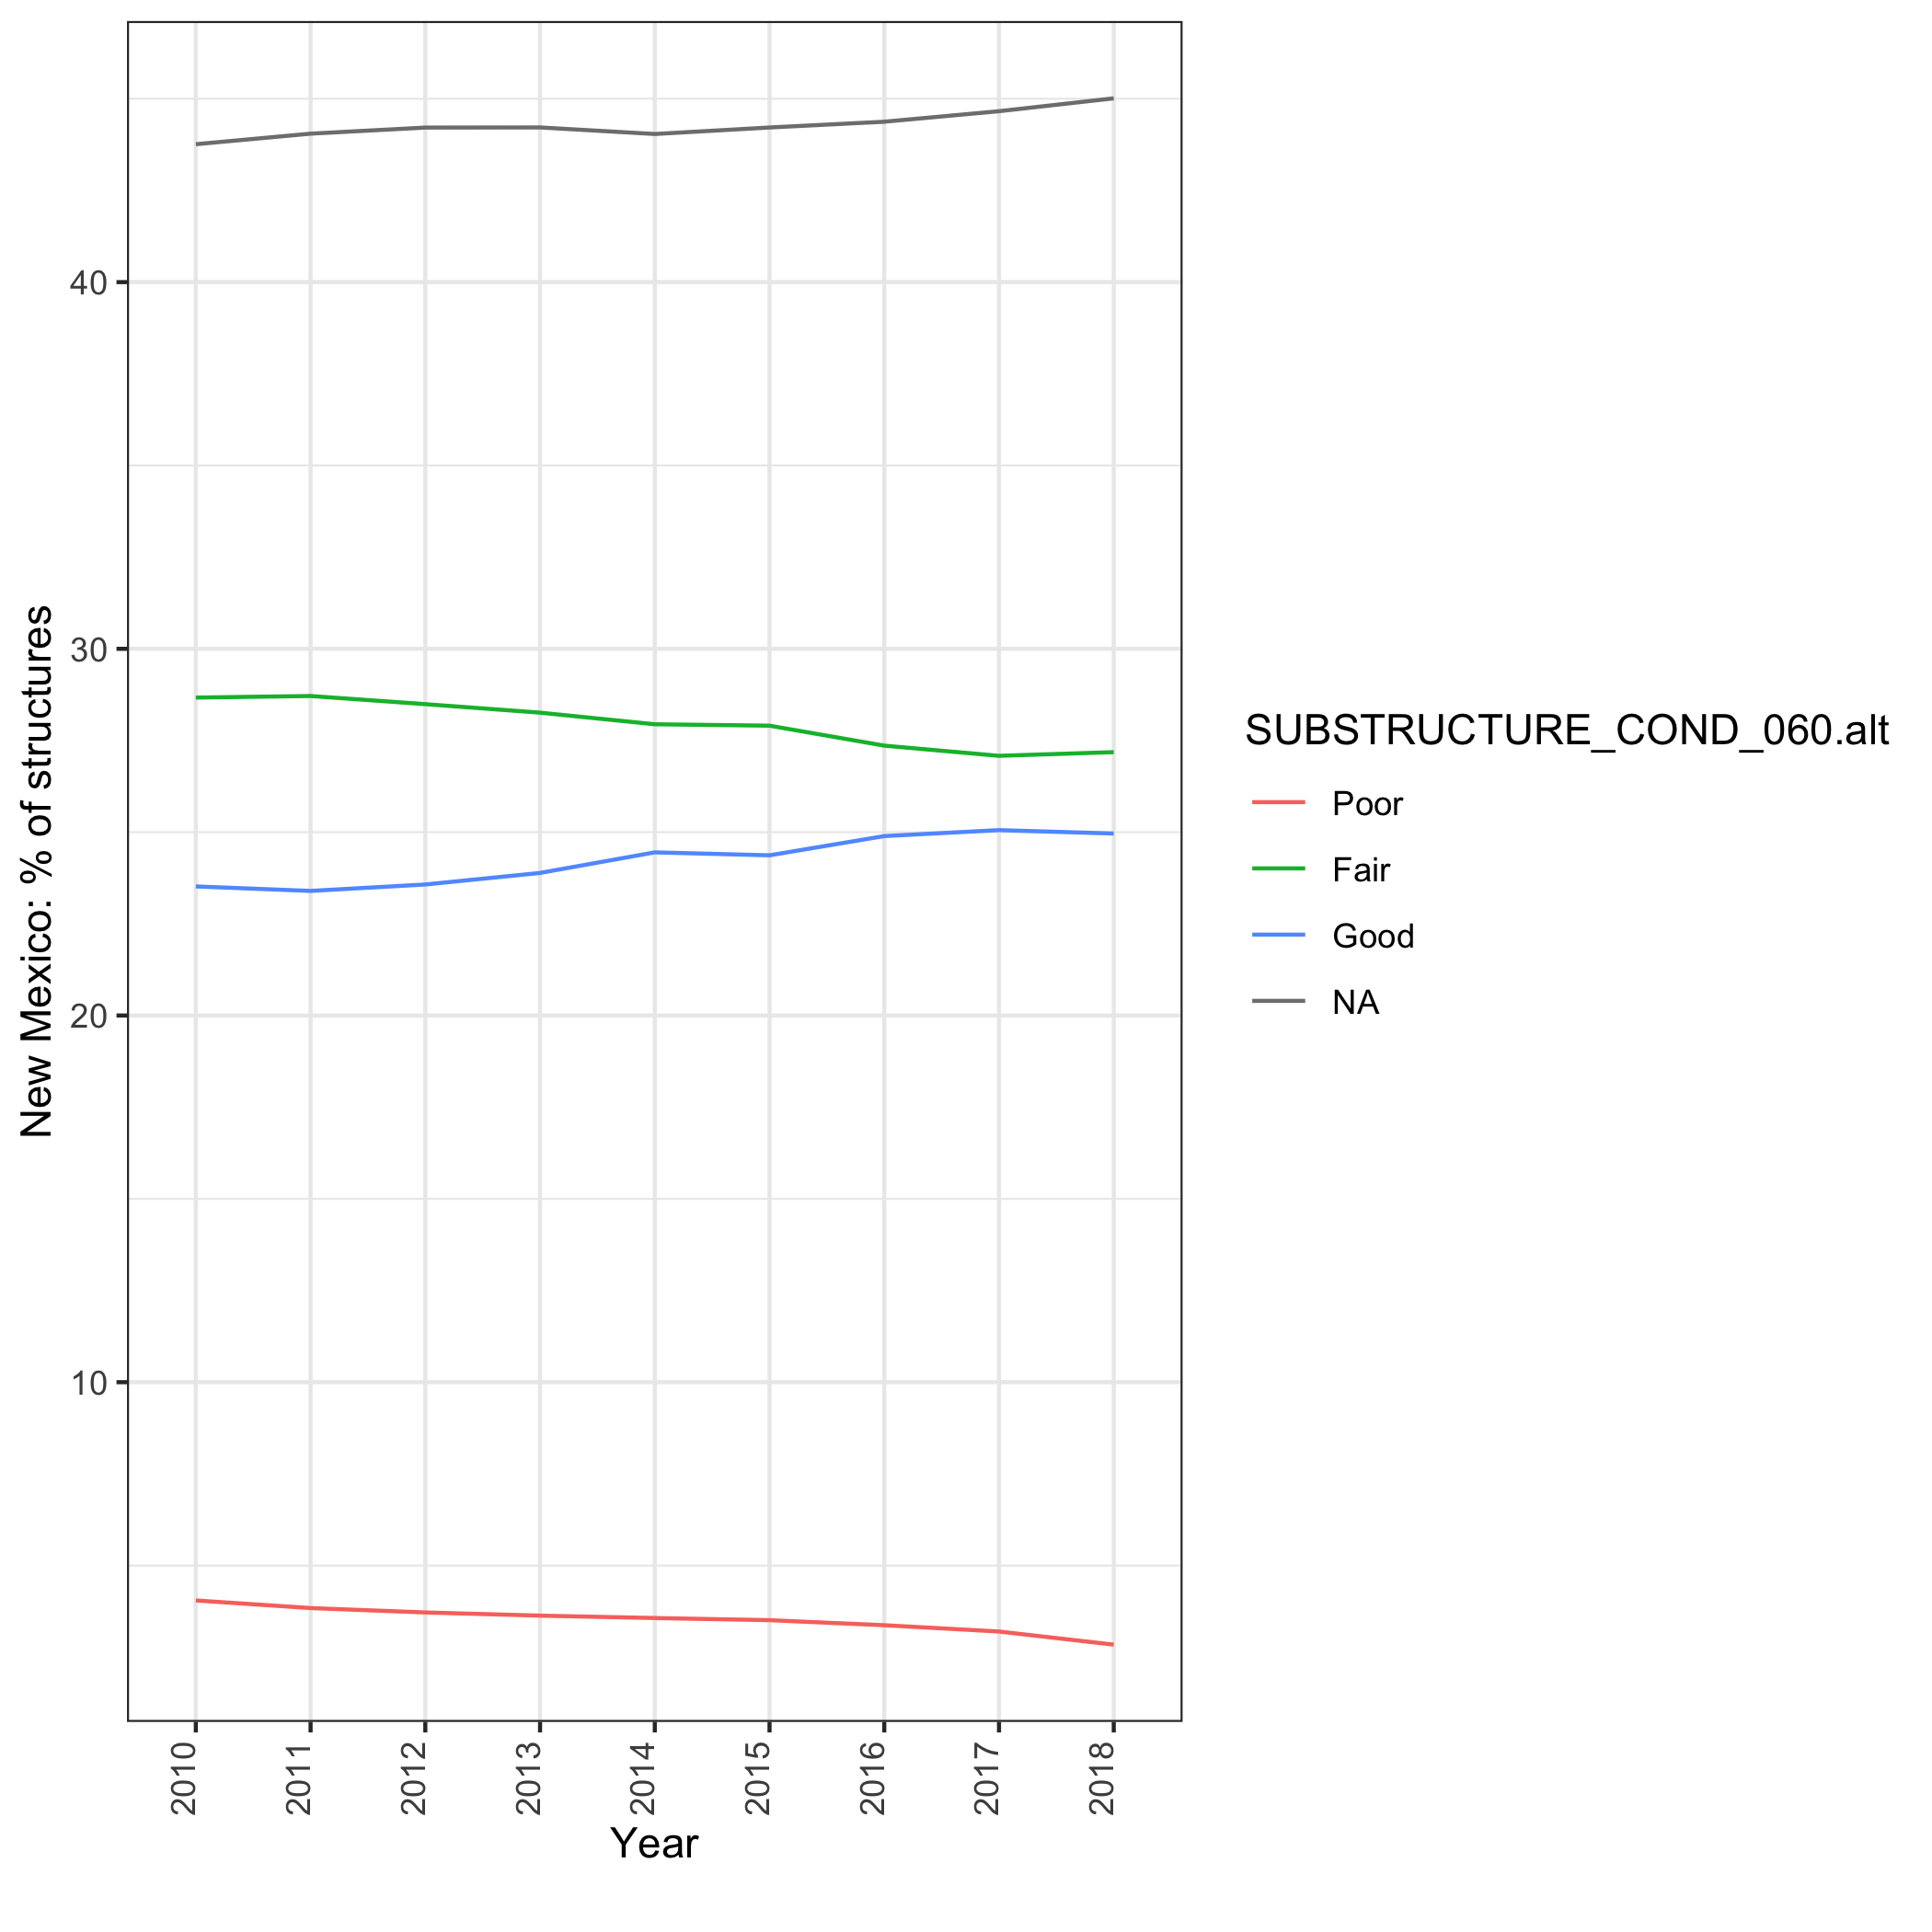 New Mexico: % of structures
40
30
20
10
2010
2011
2012
2013
2014
2015
2016
2017
2018
Year
SUBSTRUCTURE_COND_060.alt
Poor
Fair
Good
NA